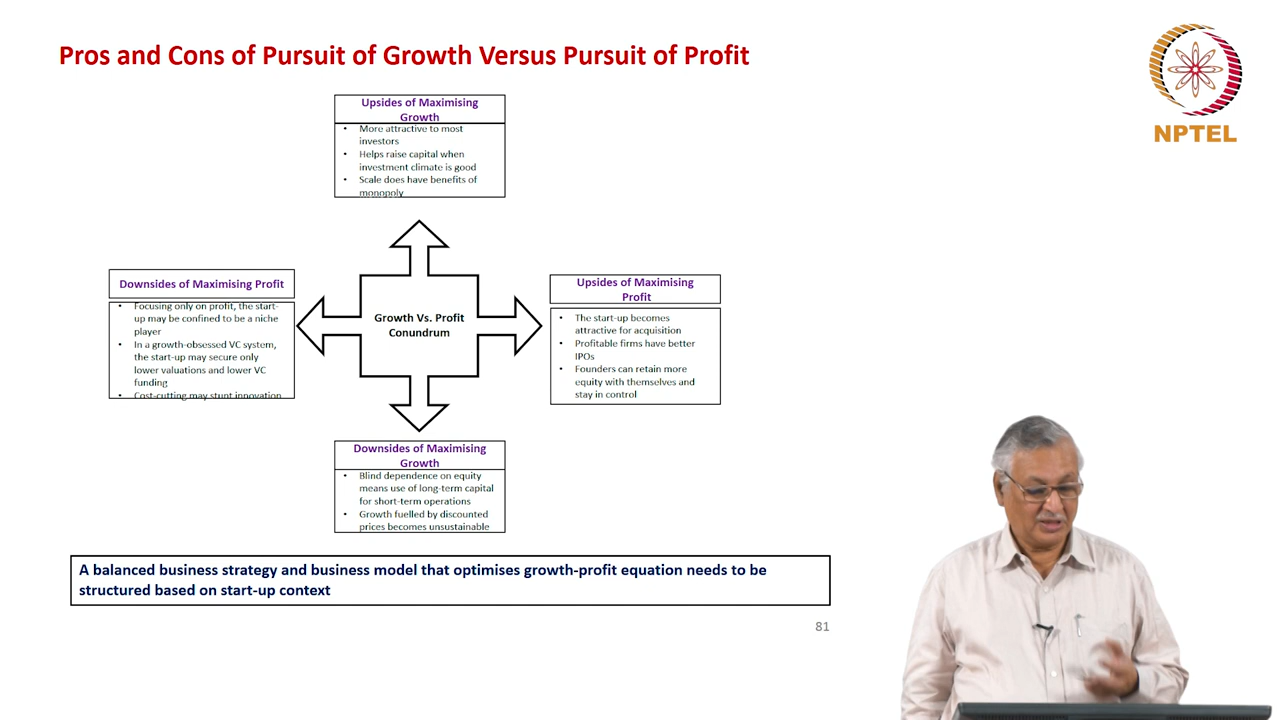 Pros and Cons of Pursuit of Growth Versus Pursuit of Profit
NPTEL
Upsides of Maximising
Growth
• More attractive to most
investors
• Helps raise capital when
investment climate is good
• Scale does have benefits of
monopoly
Downsides of Maximising Profit
• Focusing only on profit, the start-
up may be confined to be a niche
player
• In a growth-obsessed VC system,
the start-up may secure only
lower valuations and lower VC
funding
• Cost-cutting may stunt innovation
Growth Vs. Profit
Conundrum
Upsides of Maximising
Profit
• The start-up becomes
attractive for acquisition
• Profitable firms have better
IPOs
• Founders can retain more
equity with themselves and
stay in control
Downsides of Maximising
Growth
• Blind dependence on equity
means use of long-term capital
for short-term operations
• Growth fuelled by discounted
prices becomes unsustainable
A balanced business strategy and business model that optimises growth-profit equation needs to be
structured based on start-up context
81